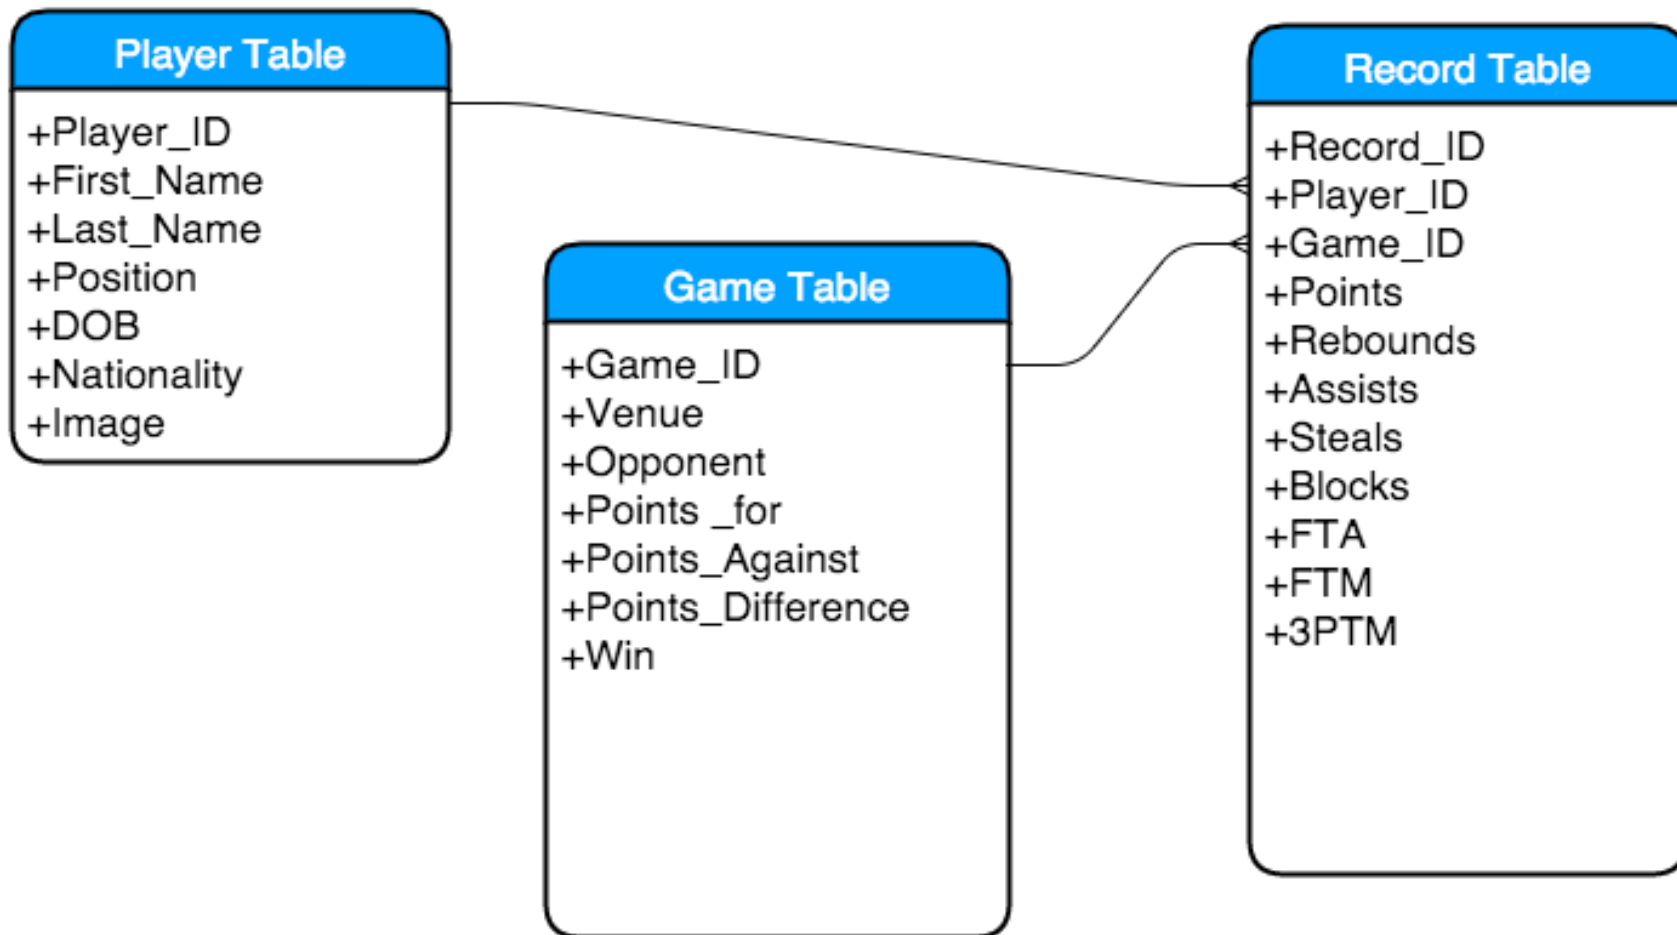 Player Table
+Player_ID
+First_Name
+Last_Name
+Position
+DOB
+Nationality
+Image
Game Table
+Game_ID
+Venue
+Opponent
+Points _for
+Points_Against
+Points_Difference
+Win
Record Table
+Record_ID
+Player_ID
+Game_ID
+Points
+Rebounds
+Assists
+Steals
+Blocks
+FTA
+FTM
+3PTM